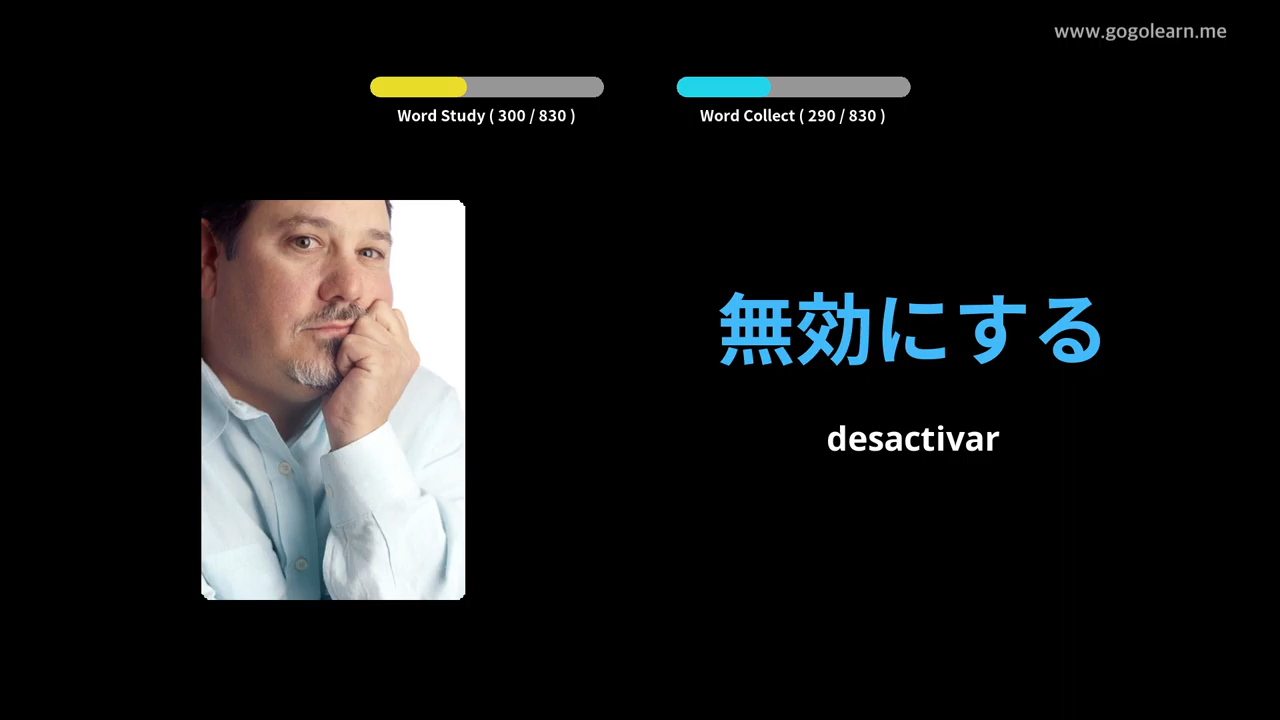 www.gogolearn.me
Word Study ( 300 / 830 )
Word Collect ( 290 / 830 )
無効にする
desactivar